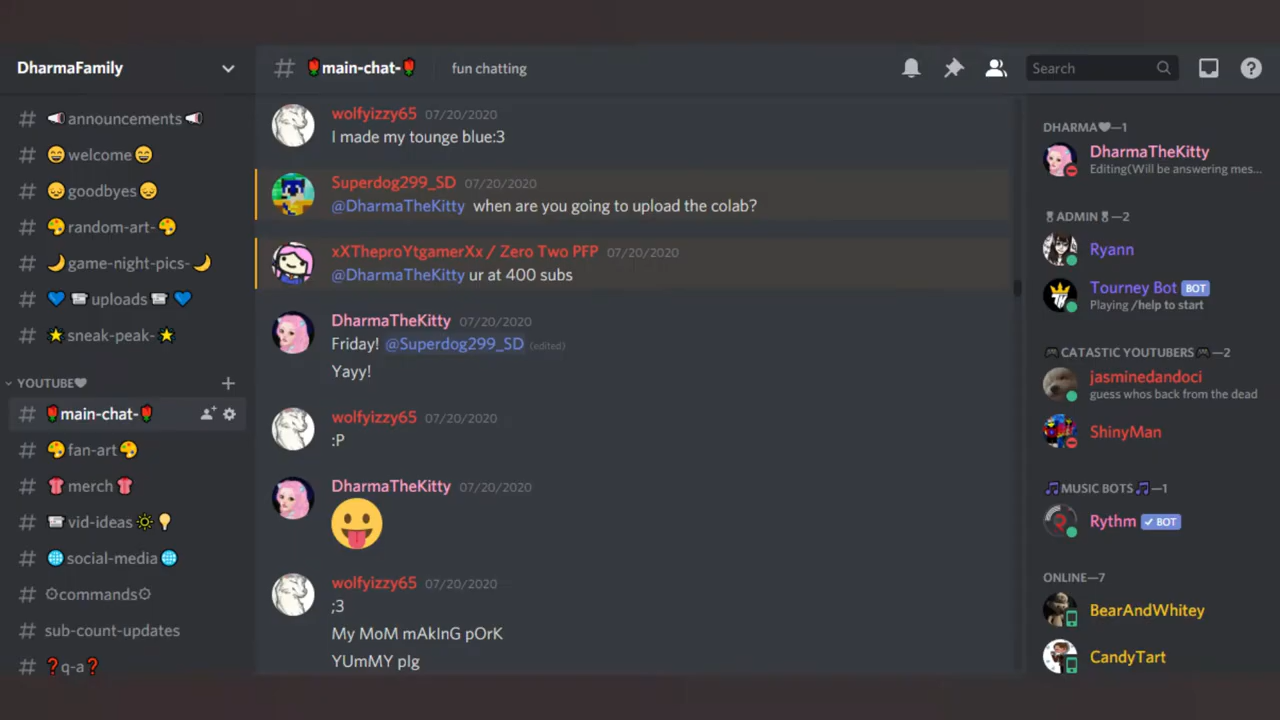 DharmaFamily
# 📢announcements📢
# 😄welcome😄
# 😞goodbyes😞
# 🎨random-art-🎨
# 🌙game-night-pics-🌙
# 💙📨uploads📨💙
# ⭐sneak-peak-⭐
YOUTUBE♥
# 🌹main-chat-🌹
# 🎨fan-art🎨
# 👚merch👚
# 📨vid-ideas🔆💡
# 🌐social-media🌐
# ⚙commands⚙
# sub-count-updates
# ❓q-a❓
# 🌹main-chat-🌹 fun chatting
Search
wolfyizzy65 07/20/2020
I made my tounge blue:3
Superdog299_SD 07/20/2020
@DharmaTheKitty when are you going to upload the colab?
xXTheproYtgamerXx / Zero Two PFP 07/20/2020
@DharmaTheKitty ur at 400 subs
DharmaTheKitty 07/20/2020
Friday! @Superdog299_SD (edited)
Yayy!
wolfyizzy65 07/20/2020
:P
DharmaTheKitty 07/20/2020
😛
wolfyizzy65 07/20/2020
;3
My MoM mAkInG pOrK
YUmMY pIg
DHARMA♥—1
DharmaTheKitty
Editing(Will be answering mes...
🎖ADMIN🎖—2
Ryann
Tourney Bot BOT
Playing /help to start
🎮CATASTIC YOUTUBERS🎮—2
jasminedandoci
guess whos back from the dead
ShinyMan
🎵MUSIC BOTS🎵—1
Rythm ✓BOT
ONLINE—7
BearAndWhitey
CandyTart